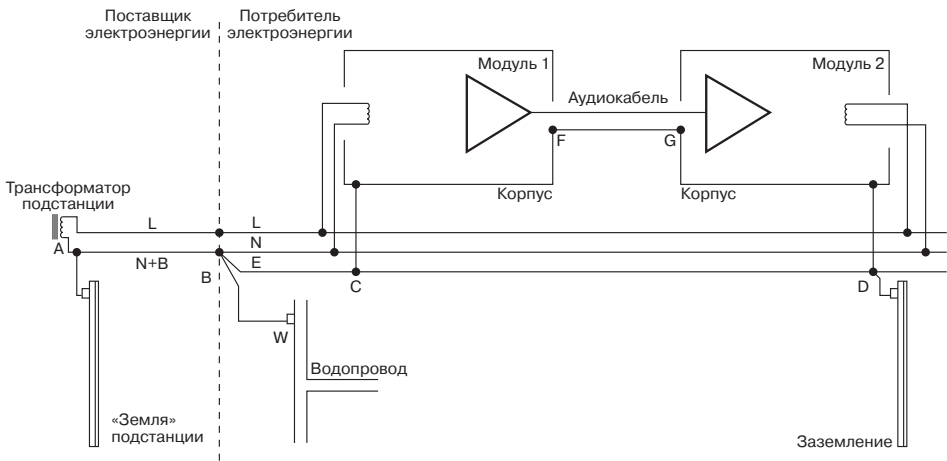 Поставщик
электроэнергии
Потребитель
электроэнергии
Модуль 1
Модуль 2
Аудиокабель
F
G
Корпус
Корпус
Трансформатор
подстанции
L
L
A
N
N+B
B
E
C
D
W
Водопровод
«Земля»
подстанции
Заземление